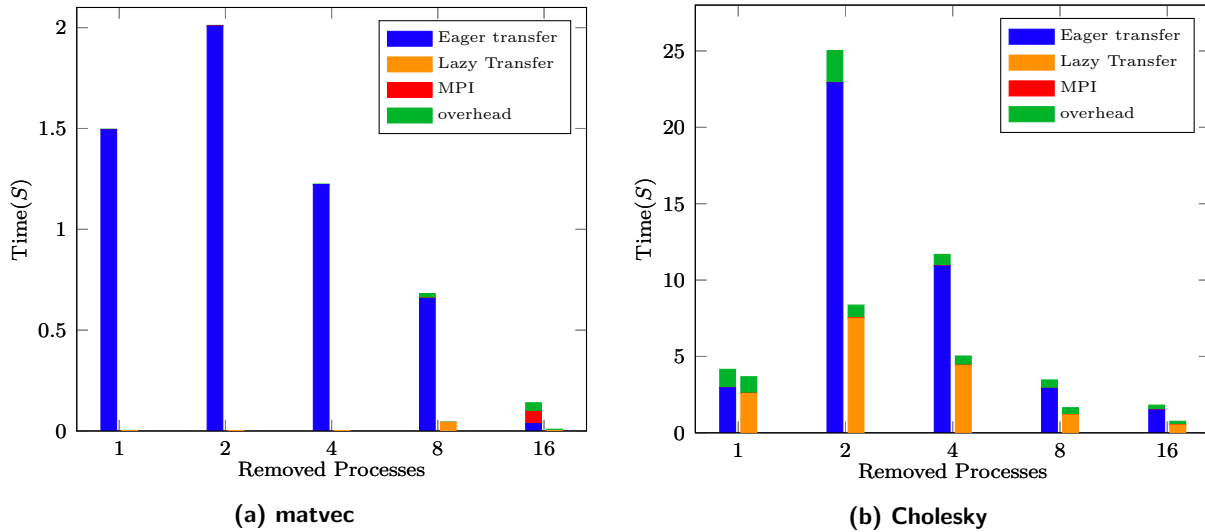 2
1.5
1
0.5
0
Time(S)
Eager transfer
Lazy Transfer
MPI
overhead
1 2 4 8 16
Removed Processes
(a) matvec
25
20
15
10
5
0
Time(S)
Eager transfer
Lazy Transfer
MPI
overhead
1 2 4 8 16
Removed Processes
(b) Cholesky